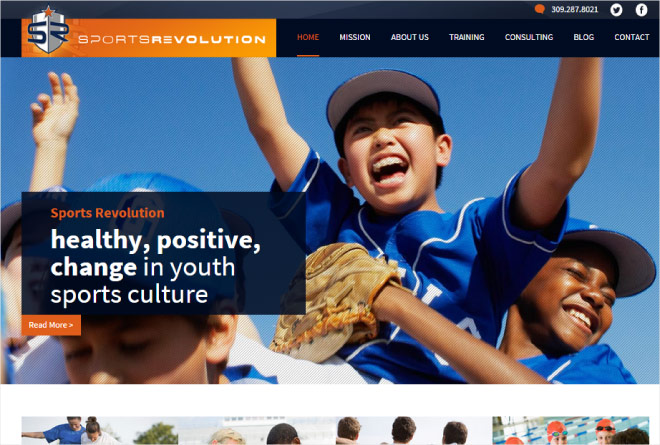 309.287.8021
SR
SPORTSREVOLUTION
HOME MISSION ABOUT US TRAINING CONSULTING BLOG CONTACT
Sports Revolution
healthy, positive,
change in youth
sports culture
Read More >